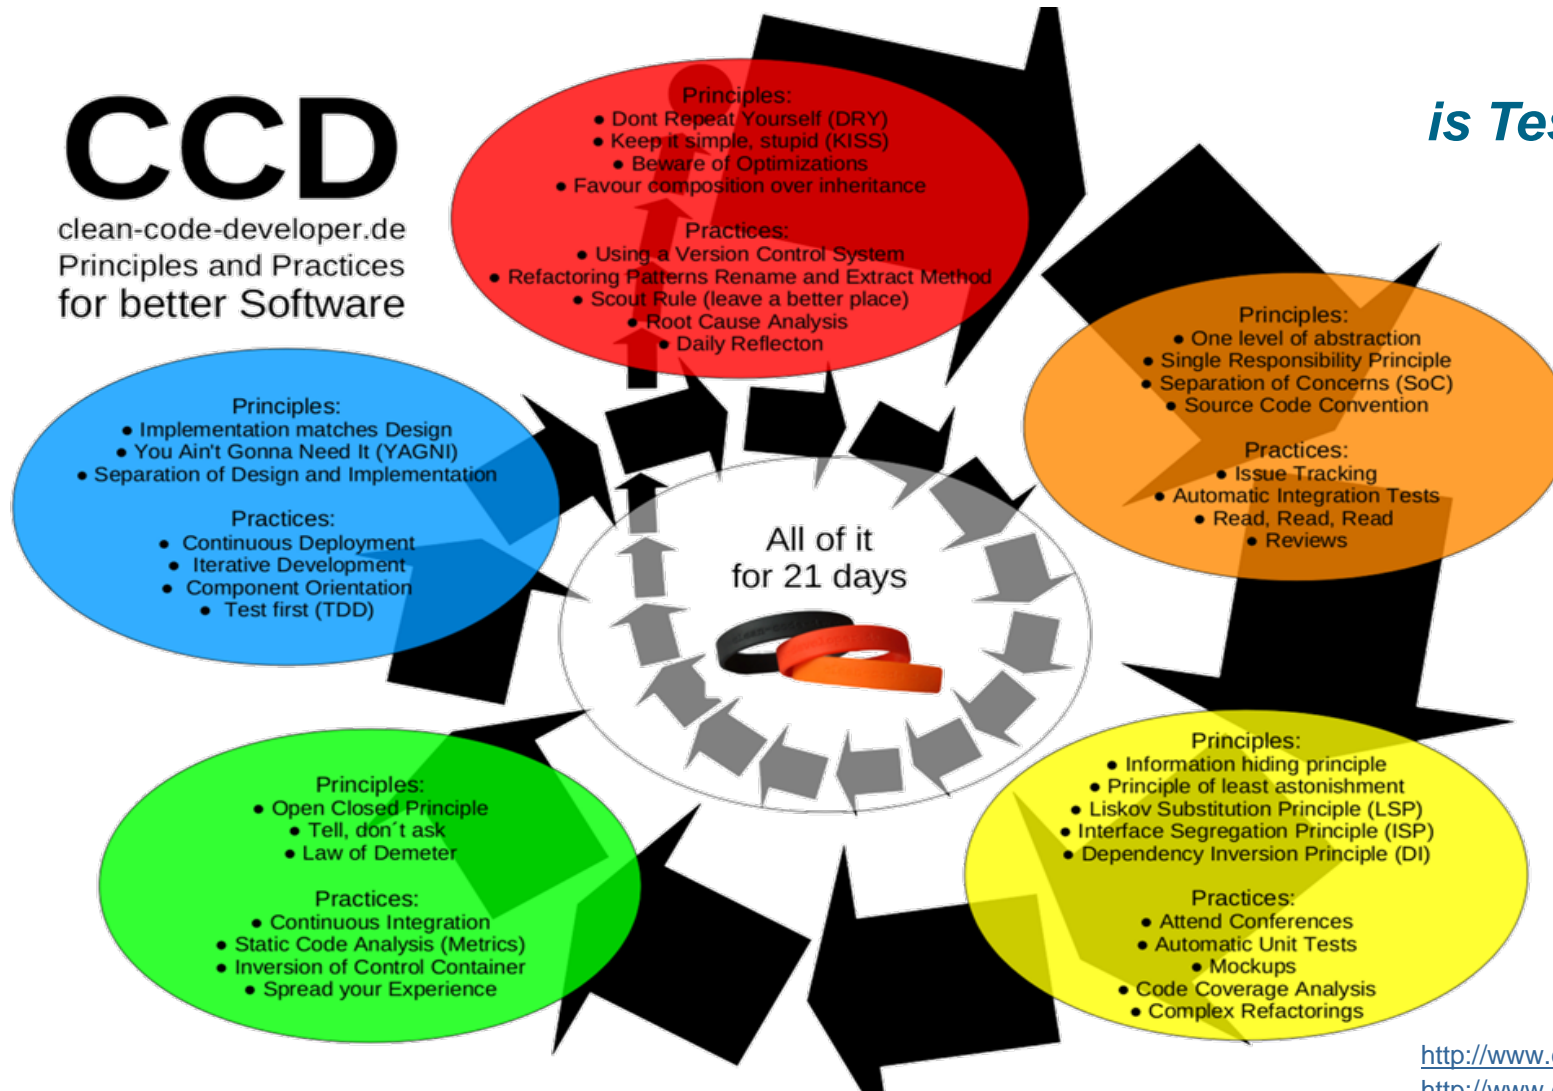 CCD
clean-code-developer.de
Principles and Practices
for better Software
Principles:
● Dont Repeat Yourself (DRY)
● Keep it simple, stupid (KISS)
● Beware of Optimizations
● Favour composition over inheritance
Practices:
● Using a Version Control System
● Refactoring Patterns Rename and Extract Method
● Scout Rule (leave a better place)
● Root Cause Analysis
● Daily Reflecton
is Tes
Principles:
● One level of abstraction
● Single Responsibility Principle
● Separation of Concerns (SoC)
● Source Code Convention
Practices:
● Issue Tracking
● Automatic Integration Tests
● Read, Read, Read
● Reviews
Principles:
● Information hiding principle
● Principle of least astonishment
● Liskov Substitution Principle (LSP)
● Interface Segregation Principle (ISP)
● Dependency Inversion Principle (DI)
Practices:
● Attend Conferences
● Automatic Unit Tests
● Mockups
● Code Coverage Analysis
● Complex Refactorings
Principles:
● Open Closed Principle
● Tell, don´t ask
● Law of Demeter
Practices:
● Continuous Integration
● Static Code Analysis (Metrics)
● Inversion of Control Container
● Spread your Experience
Principles:
● Implementation matches Design
● You Ain't Gonna Need It (YAGNI)
● Separation of Design and Implementation
Practices:
● Continuous Deployment
● Iterative Development
● Component Orientation
● Test first (TDD)
All of it
for 21 days
http://www.
http://www.